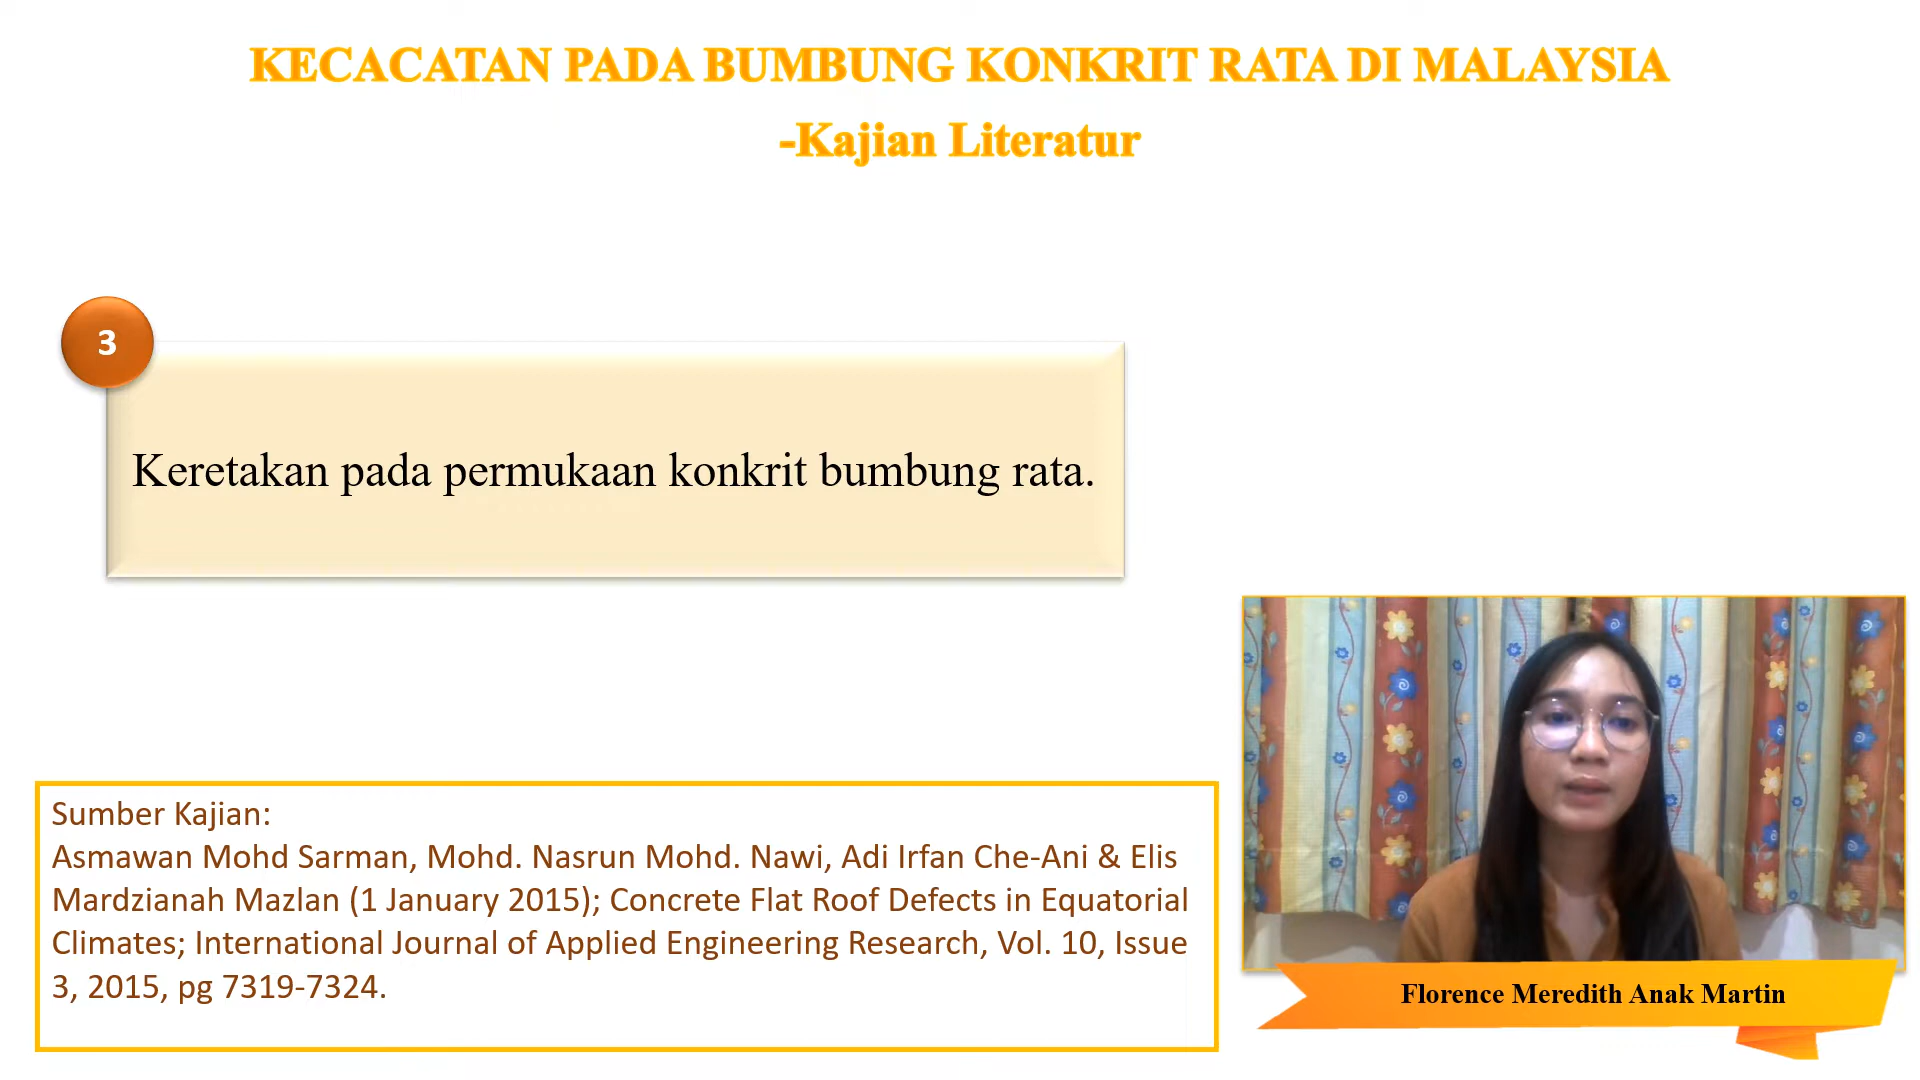 KECACATAN PADA BUMBUNG KONKRIT RATA DI MALAYSIA
-Kajian Literatur
3
Keretakan pada permukaan konkrit bumbung rata.
Sumber Kajian:
Asmawan Mohd Sarman, Mohd. Nasrun Mohd. Nawi, Adi Irfan Che-Ani & Elis
Mardzianah Mazlan (1 January 2015); Concrete Flat Roof Defects in Equatorial
Climates; International Journal of Applied Engineering Research, Vol. 10, Issue
3, 2015, pg 7319-7324.
Florence Meredith Anak Martin